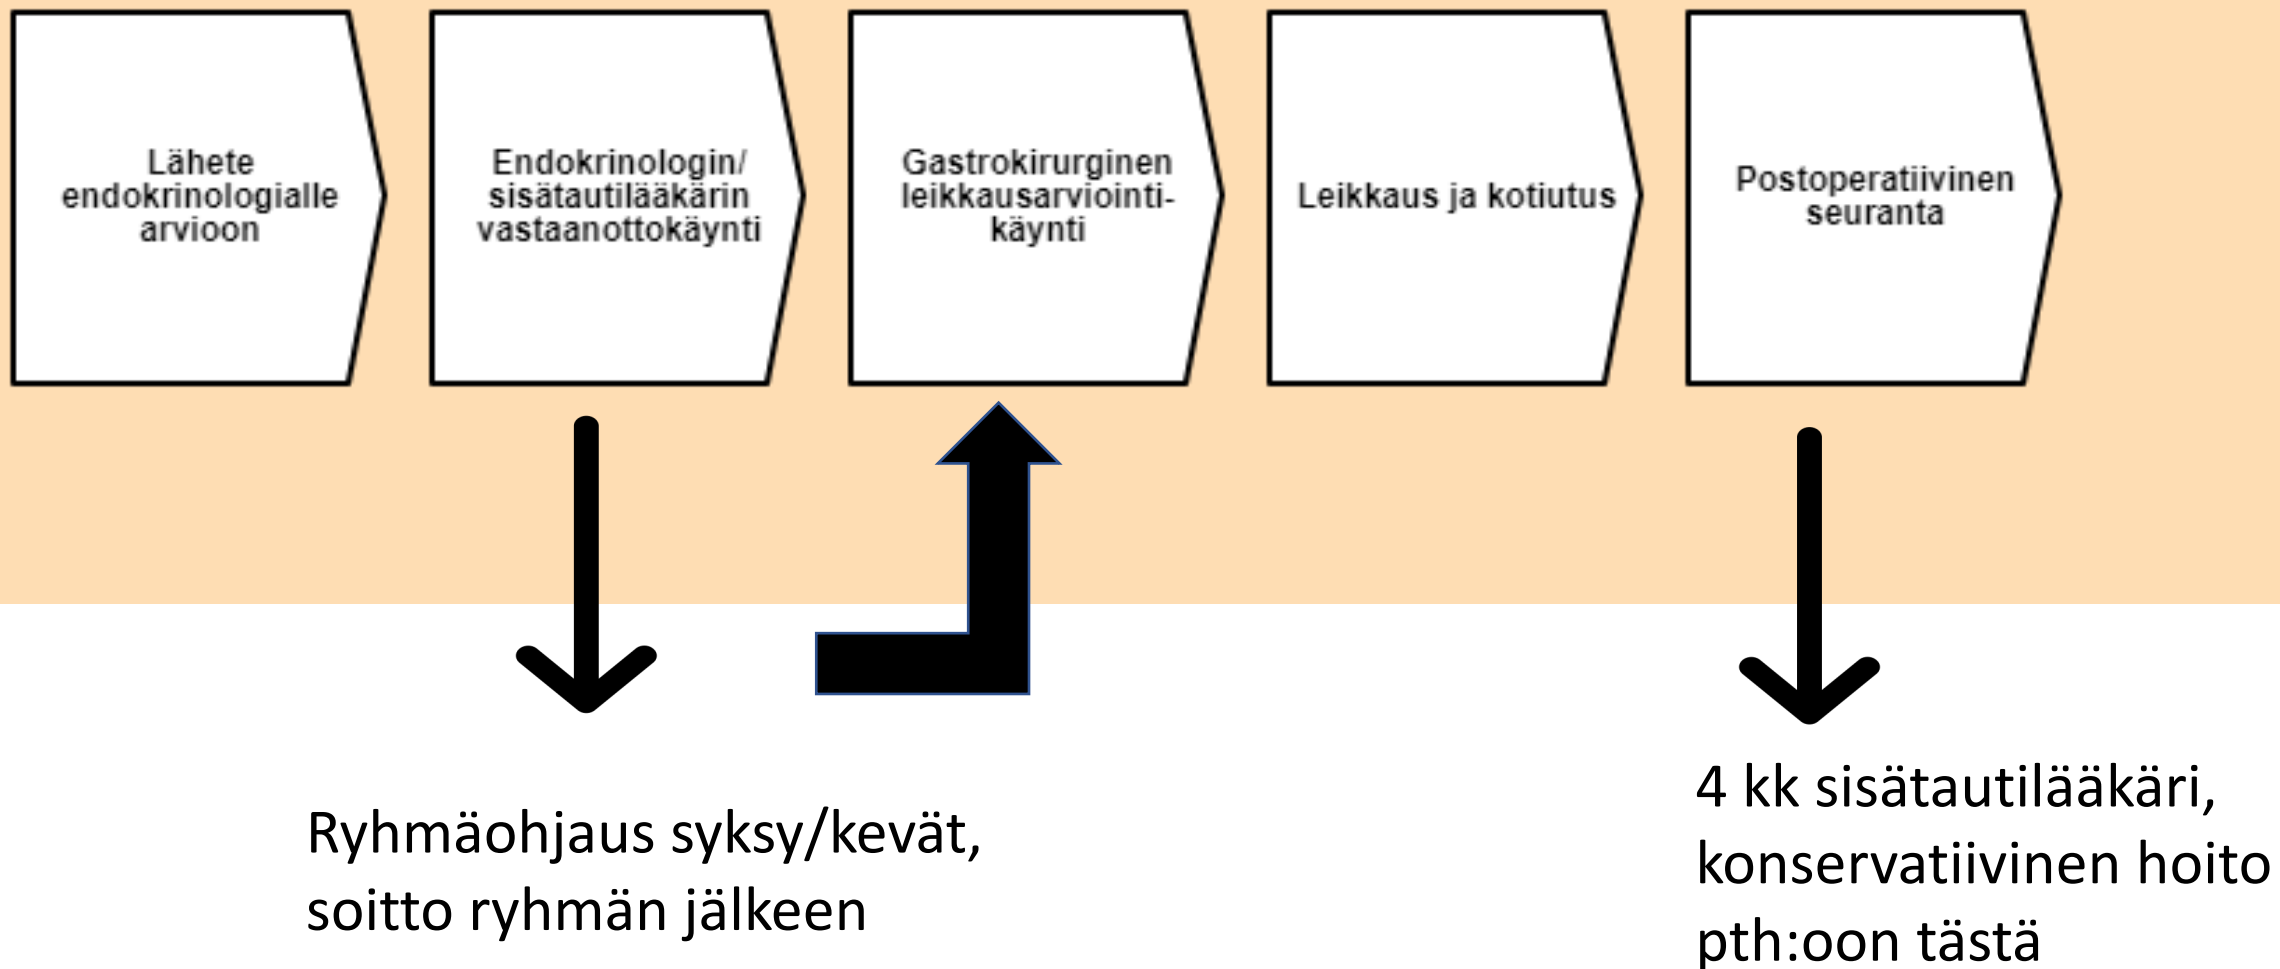 Lähete
endokrinologialle
arvioon
Endokrinologin/
sisätautilääkärin
vastaanottokäynti
Gastrokirurginen
leikkausarviointi-
käynti
Leikkaus ja kotiutus
Postoperatiivinen
seuranta
Ryhmäohjaus syksy/kevät,
soitto ryhmän jälkeen
4 kk sisätautilääkäri,
konservatiivinen hoito
pth:oon tästä